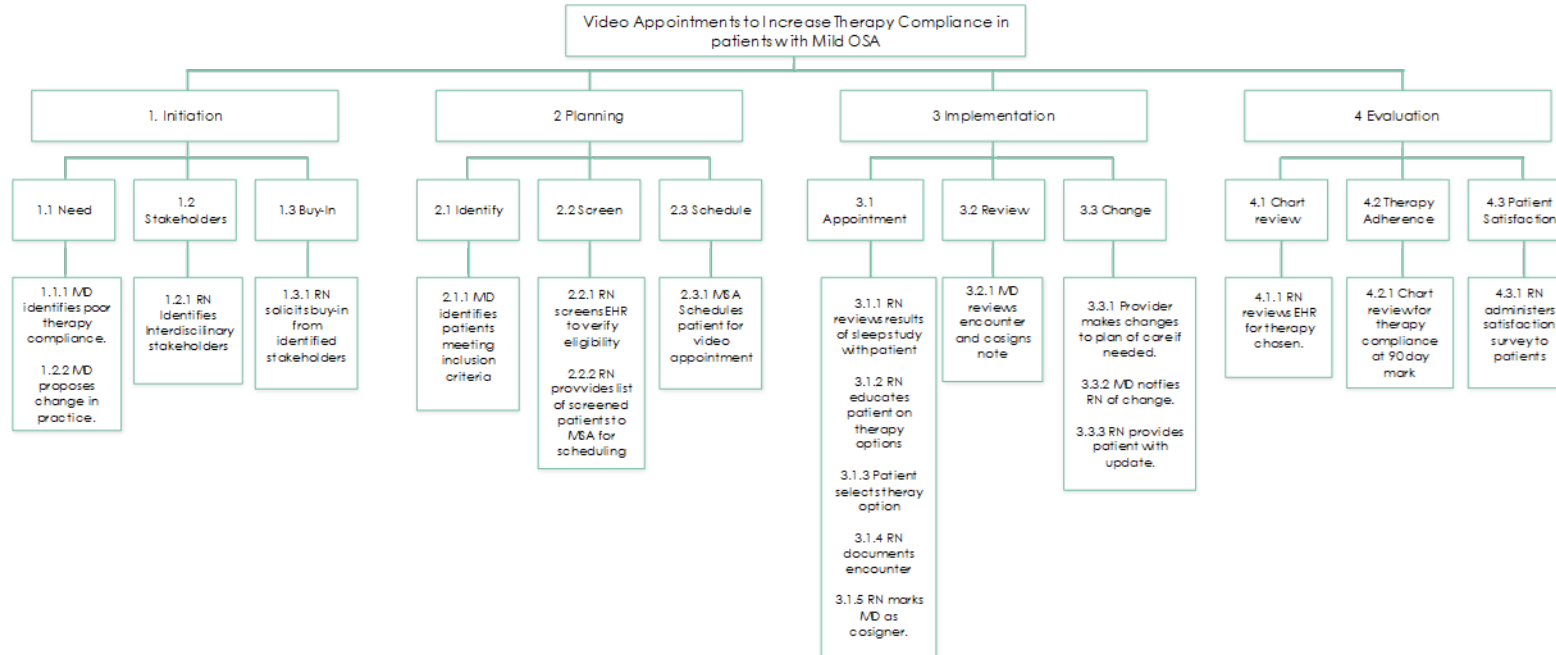 Video Appointments to Increase Therapy Compliance in
patients with Mild OSA
1. Initiation
2 Planning
3 Implementation
4 Evaluation
1.1 Need
1.2
Stakeholders
1.3 Buy-In
2.1 Identify
2.2 Screen
2.3 Schedule
3.1
Appointment
3.2 Review
3.3 Change
4.1 Chart
review
4.2 Therapy
Adherence
4.3 Patient
Satisfaction
1.1.1 MD
identifies poor
therapy
compliance.
1.2.2 MD
proposes
change in
practice.
1.2.1 RN
Identifies
Interdiscilinary
stakeholders
1.3.1 RN
solicits buy-in
from
identified
stakeholders
2.1.1 MD
identifies
patients
meeting
inclusion
criteria
2.2.1 RN
screens EHR
to verify
eligibility
2.2.2 RN
provvides list
of screened
patients to
MSA for
scheduling
2.3.1 MSA
Schedules
patient for
video
appointment
3.1.1 RN
reviews results
of sleep study
with patient
3.1.2 RN
educates
patient on
therapy
options
3.1.3 Patient
selects theray
option
3.1.4 RN
documents
encounter
3.1.5 RN marks
MD as
cosigner.
3.2.1 MD
reviews
encounter
and cosigns
note
3.3.1 Provider
makes changes
to plan of care if
needed.
3.3.2 MD notfies
RN of change.
3.3.3 RN provides
patient with
update.
4.1.1 RN
reviews EHR
for therapy
chosen.
4.2.1 Chart
review for
therapy
compliance
at 90 day
mark
4.3.1 RN
administers
satisfaction
survey to
patients